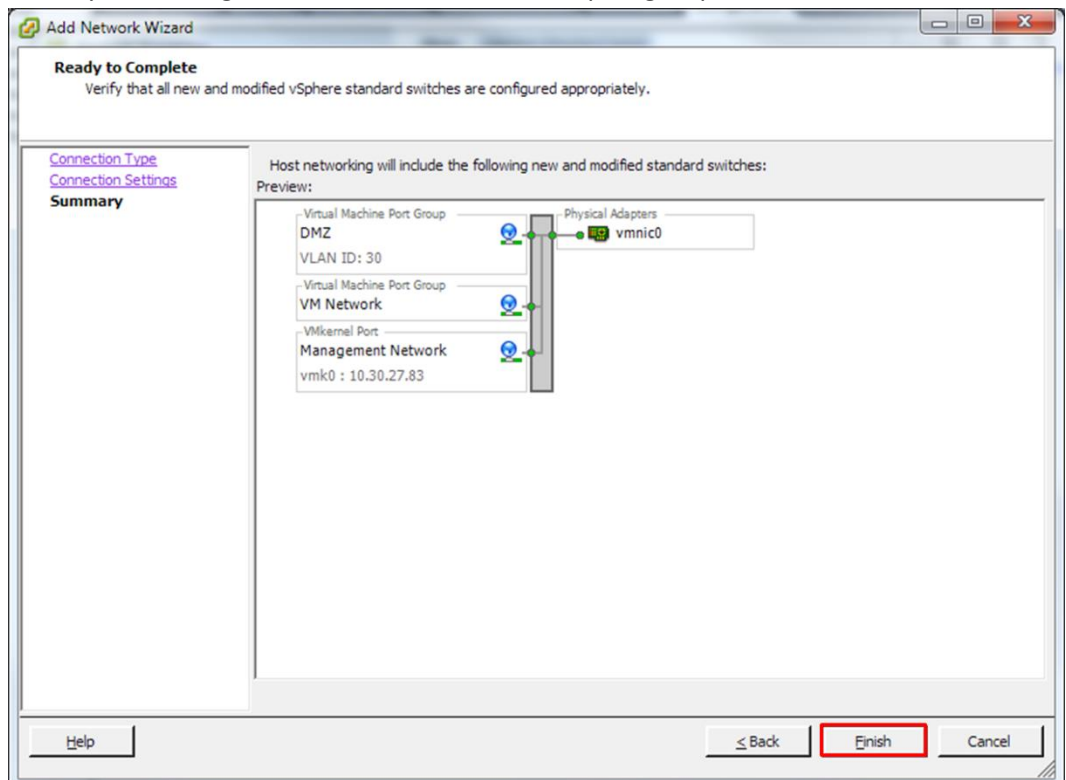 Add Network Wizard
Ready to Complete
Verify that all new and modified vSphere standard switches are configured appropriately.
Connection Type
Connection Settings
Summary
Host networking will include the following new and modified standard switches:
Preview:
Virtual Machine Port Group
DMZ
VLAN ID: 30
Physical Adapters
vmnic0
Virtual Machine Port Group
VM Network
VMkernel Port
Management Network
vmk0 : 10.30.27.83
Help
< Back
Finish
Cancel